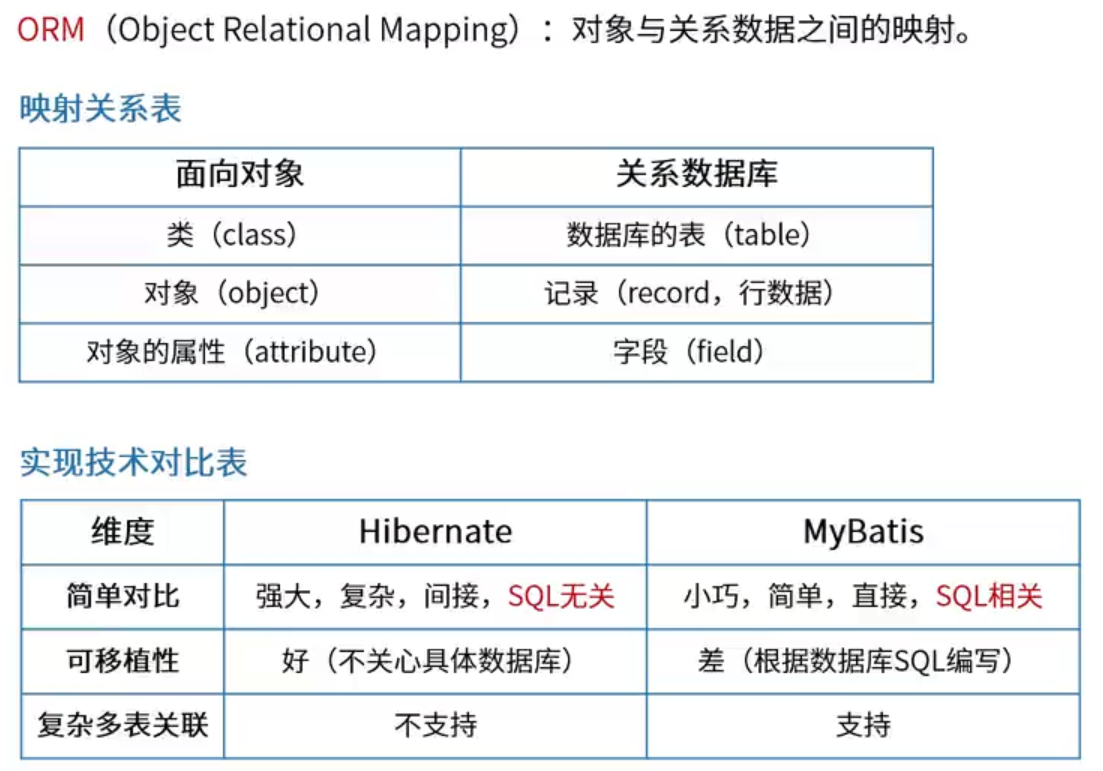 ORM（Object Relational Mapping）：对象与关系数据之间的映射。
映射关系表
面向对象 关系数据库
类（class） 数据库的表（table）
对象（object） 记录（record，行数据）
对象的属性（attribute） 字段（field）
实现技术对比表
维度 Hibernate MyBatis
简单对比 强大，复杂，间接，SQL无关 小巧，简单，直接，SQL相关
可移植性 好（不关心具体数据库） 差（根据数据库SQL编写）
复杂多表关联 不支持 支持